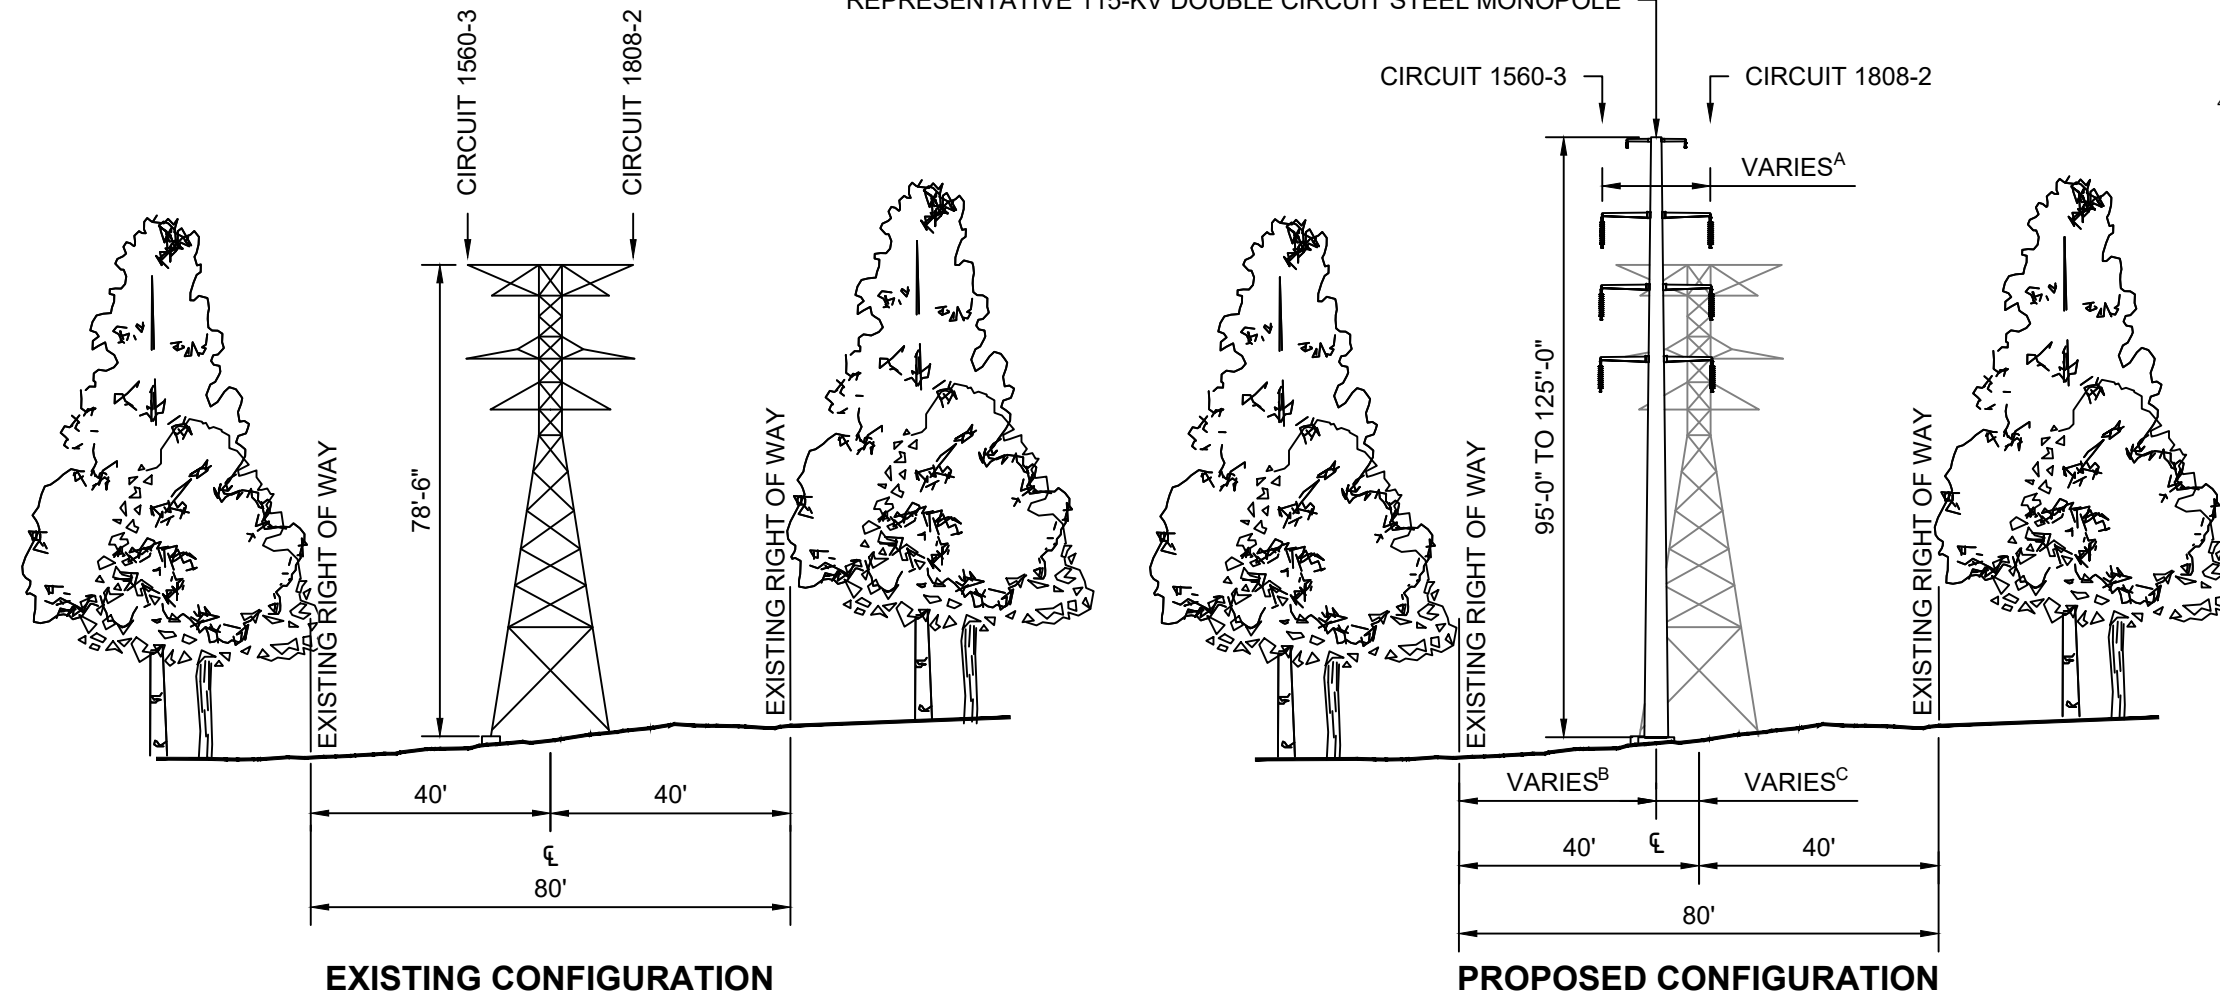 REPRESENTATIVE 115-KV DOUBLE CIRCUIT STEEL MONOPOLE
CIRCUIT 1560-3
CIRCUIT 1808-2
78'-6"
EXISTING RIGHT OF WAY
EXISTING RIGHT OF WAY
40'
40'
℄
80'
EXISTING CONFIGURATION
CIRCUIT 1560-3
CIRCUIT 1808-2
VARIESᴬ
95'-0" TO 125"-0"
EXISTING RIGHT OF WAY
EXISTING RIGHT OF WAY
VARIESᴮ
VARIESꟲ
40'
℄
40'
80'
PROPOSED CONFIGURATION